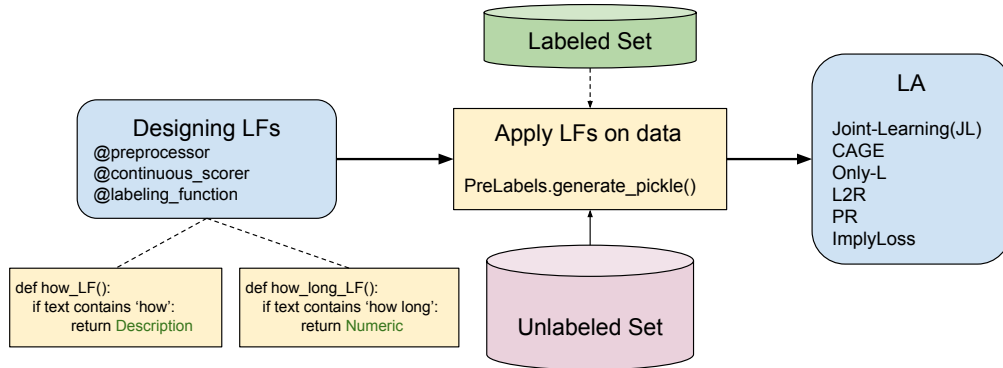 Labeled Set
Designing LFs
@preprocessor
@continuous_scorer
@labeling_function
Apply LFs on data
PreLabels.generate_pickle()
LA
Joint-Learning(JL)
CAGE
Only-L
L2R
PR
ImplyLoss
def how_LF():
if text contains ‘how’:
return Description
def how_long_LF():
if text contains ‘how long’:
return Numeric
Unlabeled Set